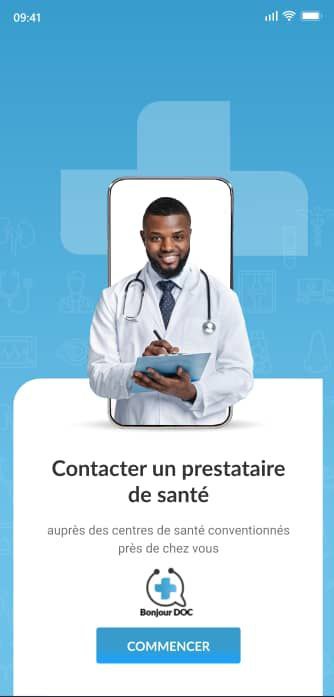 09:41
Contacter un prestataire
de santé
auprès des centres de santé conventionnés
près de chez vous
Bonjour DOC
COMMENCER